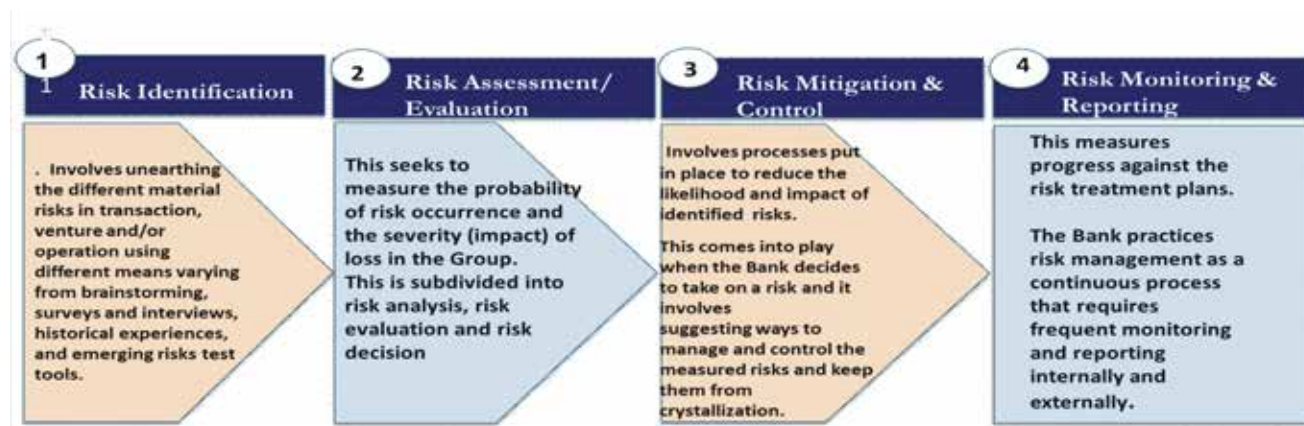 1
1
Risk Identification
. Involves unearthing
the different material
risks in transaction,
venture and/or
operation using
different means varying
from brainstorming,
surveys and interviews,
historical experiences,
and emerging risks test
tools.
2
Risk Assessment/
Evaluation
This seeks to
measure the probability
of risk occurrence and
the severity (impact) of
loss in the Group.
This is subdivided into
risk analysis, risk
evaluation and risk
decision
3
Risk Mitigation &
Control
Involves processes put
in place to reduce the
likelihood and impact of
identified risks.
This comes into play
when the Bank decides
to take on a risk and it
involves
suggesting ways to
manage and control the
measured risks and keep
them from
crystallization.
4
Risk Monitoring &
Reporting
This measures
progress against the
risk treatment plans.
The Bank practices
risk management as a
continuous process
that requires
frequent monitoring
and reporting
internally and
externally.